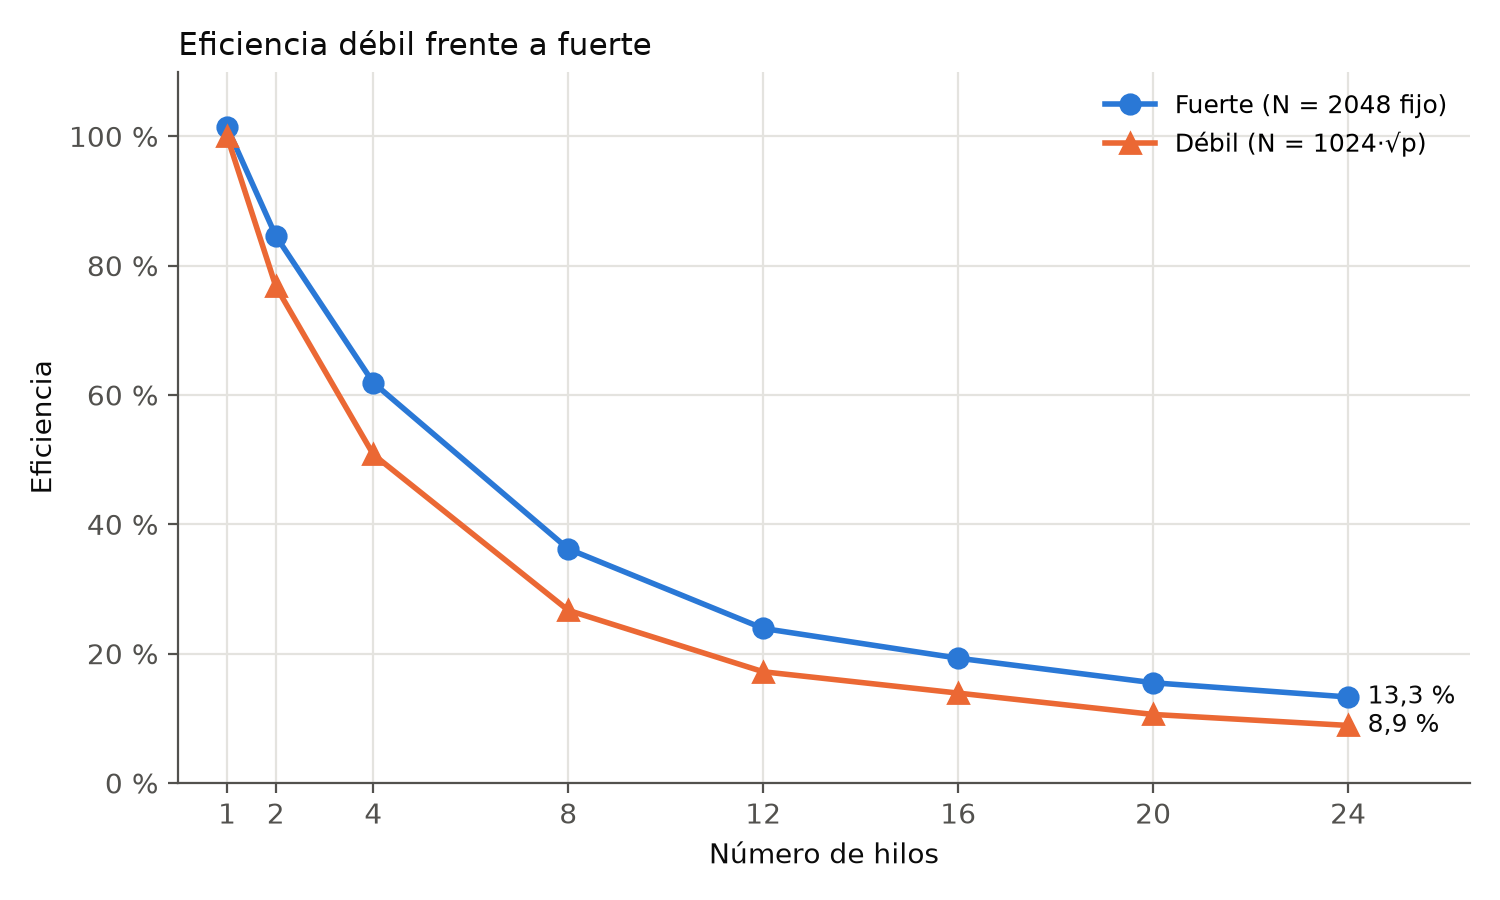 Eficiencia débil frente a fuerte
Fuerte (N = 2048 fijo)
Débil (N = 1024·√p)
100 %
80 %
60 %
40 %
20 %
0 %
Eficiencia
13,3 %
8,9 %
1 2 4 8 12 16 20 24
Número de hilos